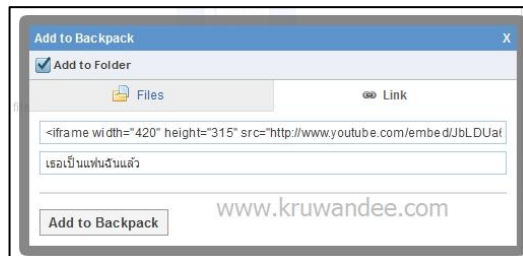 Add to Backpack X
Add to Folder
Files Link
<iframe width="420" height="315" src="http://www.youtube.com/embed/JbLDUa
เธอเป็นแฟนฉันแล้ว
Add to Backpack
www.kruwandee.com